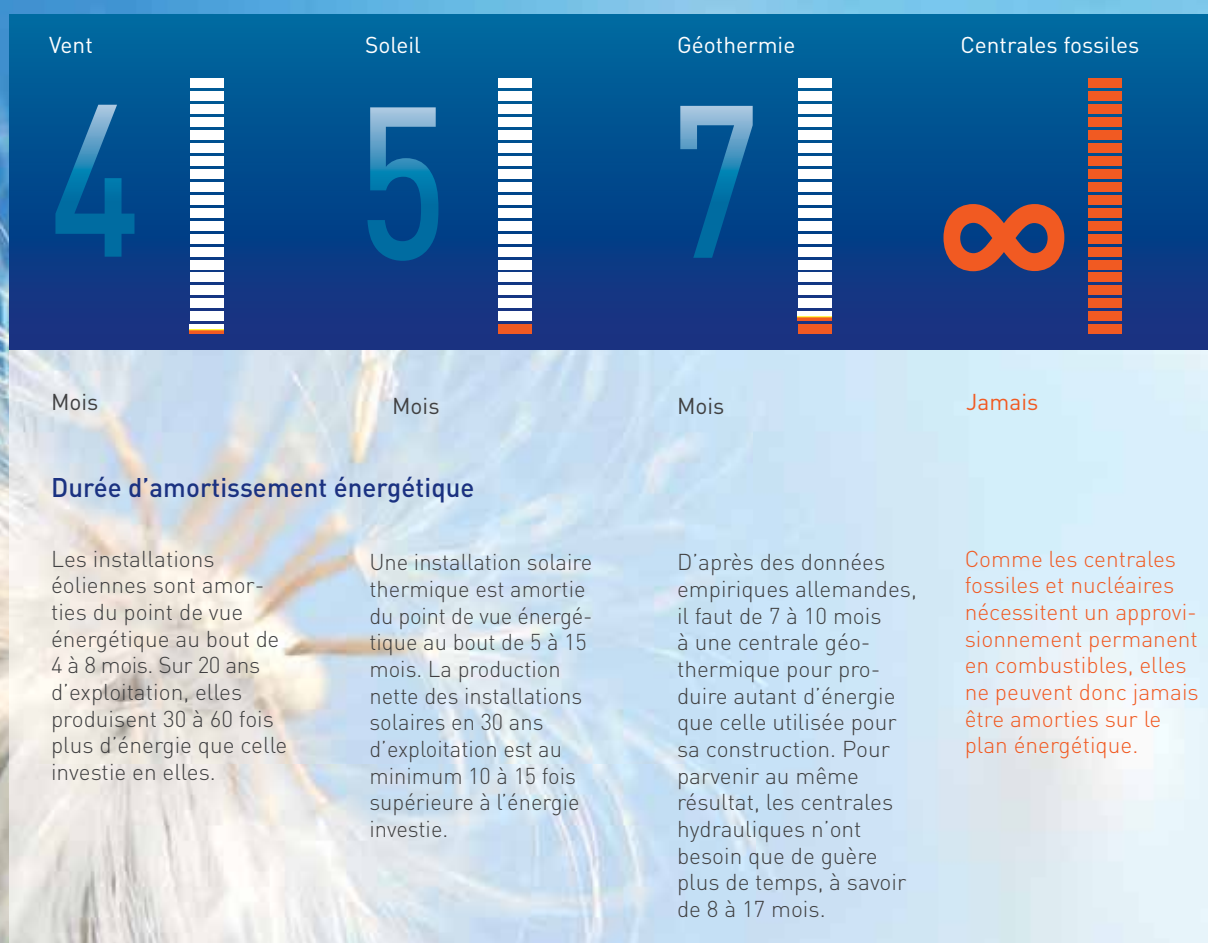 Vent
Soleil
Géothermie
Centrales fossiles
4
5
7
∞
Mois
Mois
Mois
Jamais
Durée d'amortissement énergétique
Les installations
éoliennes sont amor-
ties du point de vue
énergétique au bout de
4 à 8 mois. Sur 20 ans
d'exploitation, elles
produisent 30 à 60 fois
plus d'énergie que celle
investie en elles.
Une installation solaire
thermique est amortie
du point de vue énergé-
tique au bout de 5 à 15
mois. La production
nette des installations
solaires en 30 ans
d'exploitation est au
minimum 10 à 15 fois
supérieure à l'énergie
investie.
D'après des données
empiriques allemandes,
il faut de 7 à 10 mois
à une centrale géo-
thermique pour pro-
duire autant d'énergie
que celle utilisée pour
sa construction. Pour
parvenir au même
résultat, les centrales
hydrauliques n'ont
besoin que de guère
plus de temps, à savoir
de 8 à 17 mois.
Comme les centrales
fossiles et nucléaires
nécessitent un approvi-
sionnement permanent
en combustibles, elles
ne peuvent donc jamais
être amorties sur le
plan énergétique.